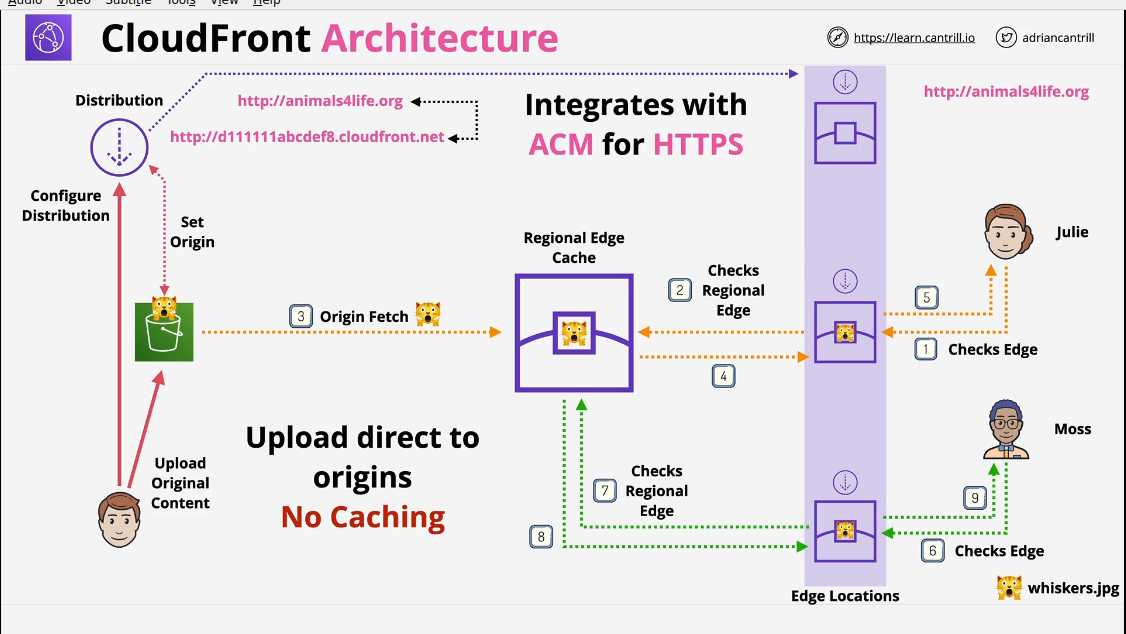 Audio Video Subtitle Tools View Help
CloudFront Architecture
https://learn.cantrill.io
adriancantrill
Distribution
http://animals4life.org
http://d111111abcdef8.cloudfront.net
Integrates with
ACM for HTTPS
http://animals4life.org
Configure
Distribution
Set
Origin
Regional Edge
Cache
Julie
2
Checks
Regional
Edge
3
Origin Fetch
5
1
Checks Edge
4
Upload direct to
origins
No Caching
Upload
Original
Content
Moss
7
Checks
Regional
Edge
8
9
6
Checks Edge
whiskers.jpg
Edge Locations